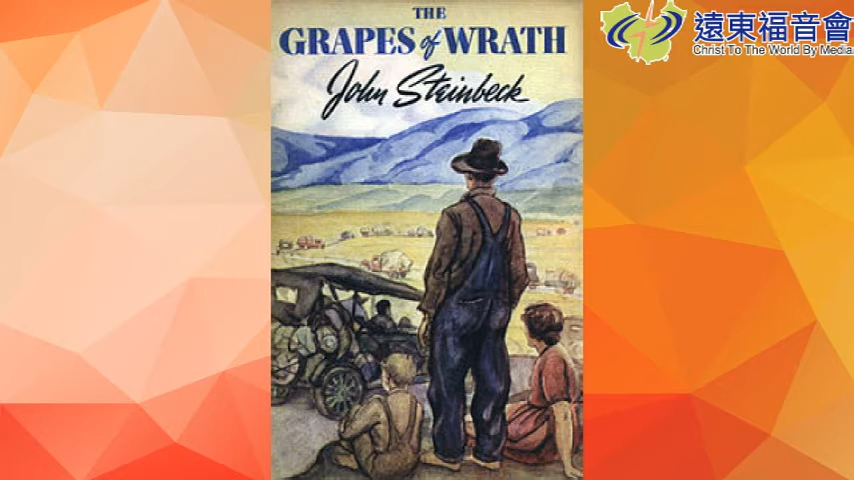 THE
GRAPES of WRATH
John Steinbeck
遠東福音會
Christ To The World By Media